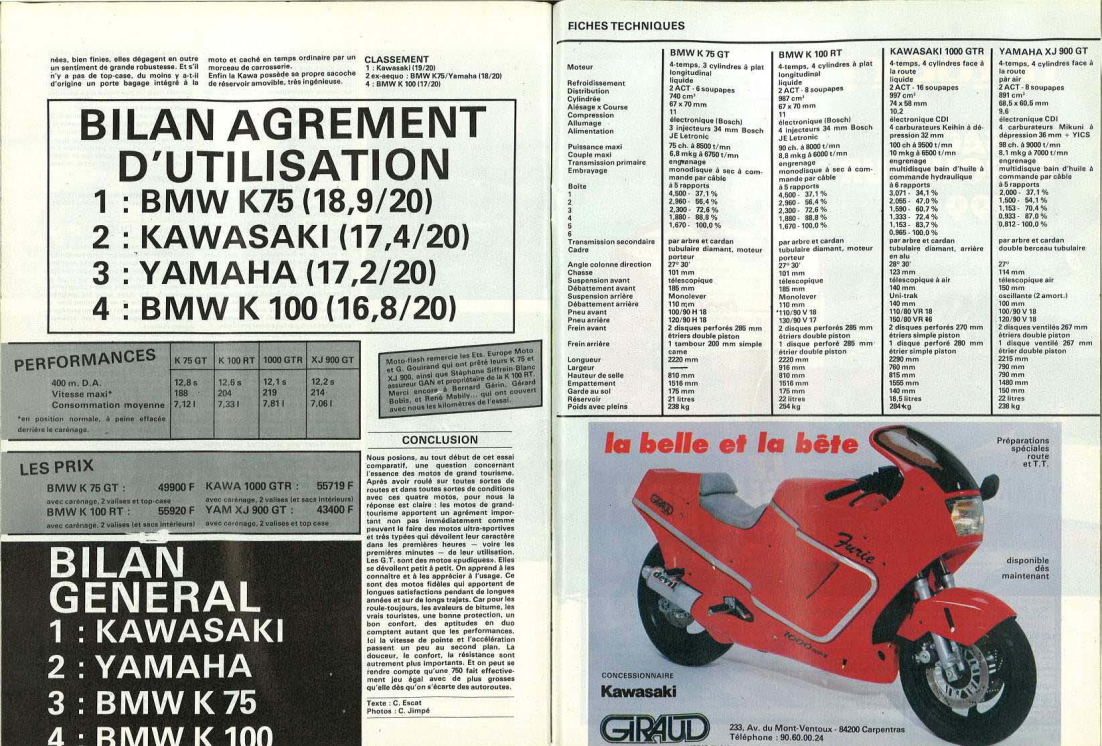 nées, bien finies, elles dégagent en outre
un sentiment de grande robustesse. Et s'il
n'y a pas de top-case, du moins y a-t-il
d'origine un porte bagage intégré à la
moto et caché en temps ordinaire par un
morceau de carrosserie.
Enfin la Kawa possède sa propre sacoche
de réservoir amovible, très ingénieuse.
CLASSEMENT
1 : Kawasaki (19/20)
2 ex-aequo : BMW K75/Yamaha (18/20)
4 : BMW K 100 (17/20)
BILAN AGREMENT
D'UTILISATION
1 : BMW K75 (18,9/20)
2 : KAWASAKI (17,4/20)
3 : YAMAHA (17,2/20)
4 : BMW K 100 (16,8/20)
PERFORMANCES K 75 GT K 100 RT 1000 GTR XJ 900 GT
400 m. D.A. 12,8 s 12,6 s 12,1 s 12,2 s
Vitesse maxi* 188 204 219 214
Consommation moyenne 7,12 l 7,33 l 7,81 l 7,06 l
*en position normale, à peine effacée
derrière le carénage.
Moto-flash remercie les Ets. Europe Moto
et G. Gouirand qui ont prêté leurs K 75 et
XJ 900, ainsi que Stéphane Siffrein-Blanc
assureur GAN et propriétaire de la K 100 RT.
Merci encore à Bernard Gérin, Gérard
Bobis, et René Mabily... qui ont couvert
avec nous les kilomètres de l'essai.
LES PRIX
BMW K 75 GT : 49900 F
avec carénage, 2 valises et top-case
BMW K 100 RT : 55920 F
avec carénage, 2 valises (et sacs intérieurs)
KAWA 1000 GTR : 55719 F
avec carénage, 2 valises (et sacs intérieurs)
YAM XJ 900 GT : 43400 F
avec carénage, 2 valises et top case
BILAN
GENERAL
1 : KAWASAKI
2 : YAMAHA
3 : BMW K 75
4 : BMW K 100
CONCLUSION
Nous posions, au tout début de cet essai
comparatif, une question concernant
l'essence des motos de grand tourisme.
Après avoir roulé sur toutes sortes de
routes et dans toutes sortes de conditions
avec ces quatre motos, pour nous la
réponse est claire : les motos de grand-
tourisme apportent un agrément impor-
tant non pas immédiatement comme
peuvent le faire des motos ultra-sportives
et très typées qui dévoilent leur caractère
dans les premières heures — voire les
premières minutes — de leur utilisation.
Les G.T. sont des motos «pudiques». Elles
se dévoilent petit à petit. On apprend à les
connaître et à les apprécier à l'usage. Ce
sont des motos fidèles qui apportent de
longues satisfactions pendant de longues
années et sur de longs trajets. Car pour les
roule-toujours, les avaleurs de bitume, les
vrais touristes, une bonne protection, un
bon confort, des aptitudes en duo
comptent autant que les performances.
Ici la vitesse de pointe et l'accélération
passent un peu au second plan. La
douceur, le confort, la résistance sont
autrement plus importants. Et on peut se
rendre compte qu'une 750 fait effective-
ment jeu égal avec de plus grosses
qu'elle dès qu'on s'écarte des autoroutes.
Texte : C. Escat
Photos : C. Jimpé
FICHES TECHNIQUES
Moteur
Refroidissement
Distribution
Cylindrée
Alésage x Course
Compression
Allumage
Alimentation
Puissance maxi
Couple maxi
Transmission primaire
Embrayage
Boîte
1
2
3
4
5
6
Transmission secondaire
Cadre
Angle colonne direction
Chasse
Suspension avant
Débattement avant
Suspension arrière
Débattement arrière
Pneu avant
Pneu arrière
Frein avant
Frein arrière
Longueur
Largeur
Hauteur de selle
Empattement
Garde au sol
Réservoir
Poids avec pleins
BMW K 75 GT
4-temps, 3 cylindres à plat
longitudinal
liquide
2 ACT - 6 soupapes
740 cm³
67 x 70 mm
11
électronique (Bosch)
3 injecteurs 34 mm Bosch
JE Letronic
75 ch. à 8500 t/mn
6,8 mkg à 6750 t/mn
engrenage
monodisque à sec à com-
mande par câble
à 5 rapports
4,500 - 37,1 %
2,960 - 56,4 %
2,300 - 72,6 %
1,880 - 88,8 %
1,670 - 100,0 %
par arbre et cardan
tubulaire diamant, moteur
porteur
27° 30'
101 mm
télescopique
185 mm
Monolever
110 mm
100/90 H 18
120/90 H 18
2 disques perforés 285 mm
étriers double piston
1 tambour 200 mm simple
came
2220 mm
810 mm
1516 mm
175 mm
21 litres
238 kg
BMW K 100 RT
4-temps, 4 cylindres à plat
longitudinal
liquide
2 ACT - 8 soupapes
987 cm³
67 x 70 mm
11
électronique (Bosch)
4 injecteurs 34 mm Bosch
JE Letronic
90 ch. à 8000 t/mn
8,8 mkg à 6000 t/mn
engrenage
monodisque à sec à com-
mande par câble
à 5 rapports
4,500 - 37,1 %
2,960 - 56,4 %
2,300 - 72,6 %
1,880 - 88,8 %
1,670 - 100,0 %
par arbre et cardan
tubulaire diamant, moteur
porteur
27° 30'
101 mm
télescopique
185 mm
Monolever
110 mm
110/90 V 18
130/90 V 17
2 disques perforés 285 mm
étriers double piston
1 disque perforé 285 mm
étrier double piston
2220 mm
916 mm
810 mm
1516 mm
175 mm
22 litres
254 kg
KAWASAKI 1000 GTR
4-temps, 4 cylindres face à
la route
liquide
2 ACT - 16 soupapes
997 cm³
74 x 58 mm
10,2
électronique CDI
4 carburateurs Keihin à dé-
pression 32 mm
100 ch à 9500 t/mn
10 mkg à 6500 t/mn
engrenage
multidisque bain d'huile à
commande hydraulique
à 6 rapports
3.071 - 34,1 %
2.055 - 47,0 %
1.590 - 60,7 %
1.333 - 72,4 %
1.153 - 83,7 %
0.965 - 100,0 %
par arbre et cardan
tubulaire diamant, arrière
en alu
28° 30'
123 mm
télescopique à air
140 mm
Uni-trak
140 mm
110/80 VR 18
150/80 VR 16
2 disques perforés 270 mm
étriers simple piston
1 disque perforé 280 mm
étrier simple piston
2290 mm
760 mm
815 mm
1555 mm
140 mm
18,5 litres
284 kg
YAMAHA XJ 900 GT
4-temps, 4 cylindres face à
la route
par air
2 ACT - 8 soupapes
891 cm³
68,5 x 60,5 mm
9,6
électronique CDI
4 carburateurs Mikuni à
dépression 36 mm + YICS
98 ch. à 9000 t/mn
8,1 mkg à 7000 t/mn
engrenage
multidisque bain d'huile à
commande par câble
à 5 rapports
2,000 - 37,1 %
1,500 - 54,1 %
1,153 - 70,4 %
0,933 - 87,0 %
0,812 - 100,0 %
par arbre et cardan
double berceau tubulaire
27°
114 mm
télescopique air
150 mm
oscillante (2 amort.)
100 mm
100/90 V 18
120/90 V 18
2 disques ventilés 267 mm
étriers double piston
1 disque ventilé 267 mm
étrier double piston
2215 mm
790 mm
790 mm
1480 mm
150 mm
22 litres
238 kg
la belle et la bête
Préparations
spéciales
route
et T.T.
GIRAUD
Furie
devil
1000 RX
disponible
dès
maintenant
CONCESSIONNAIRE
Kawasaki
GIRAUD
233, Av. du Mont-Ventoux - 84200 Carpentras
Téléphone : 90.60.00.24